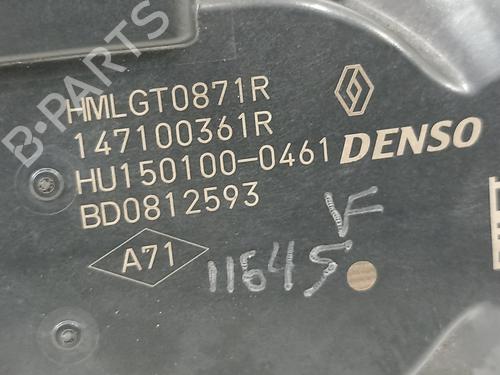 B-PARTS
HMLGT0871R
147100361R
HU150100-0461 DENSO
BD0812593
A71
V
11645